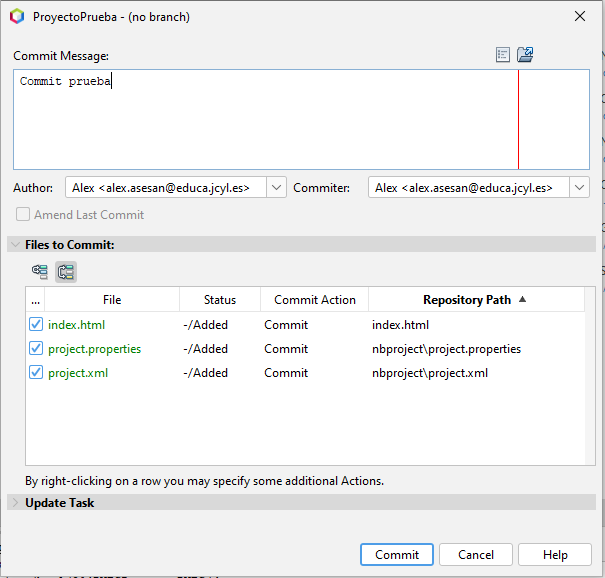 ProyectoPrueba - (no branch)
Commit Message:
Commit prueba
Author: Alex <alex.asesan@educa.jcyl.es> Commiter: Alex <alex.asesan@educa.jcyl.es>
Amend Last Commit
Files to Commit:
... File Status Commit Action Repository Path
index.html -/Added Commit index.html
project.properties -/Added Commit nbproject\project.properties
project.xml -/Added Commit nbproject\project.xml
By right-clicking on a row you may specify some additional Actions.
Update Task
Commit Cancel Help